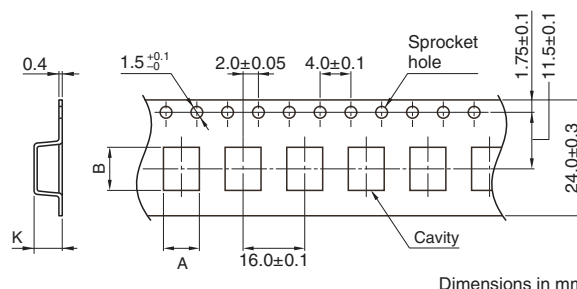 0.4
1.5 +0.1 −0
2.0±0.05
4.0±0.1
Sprocket
hole
1.75±0.1
11.5±0.1
24.0±0.3
B
K
A
16.0±0.1
Cavity
Dimensions in mm